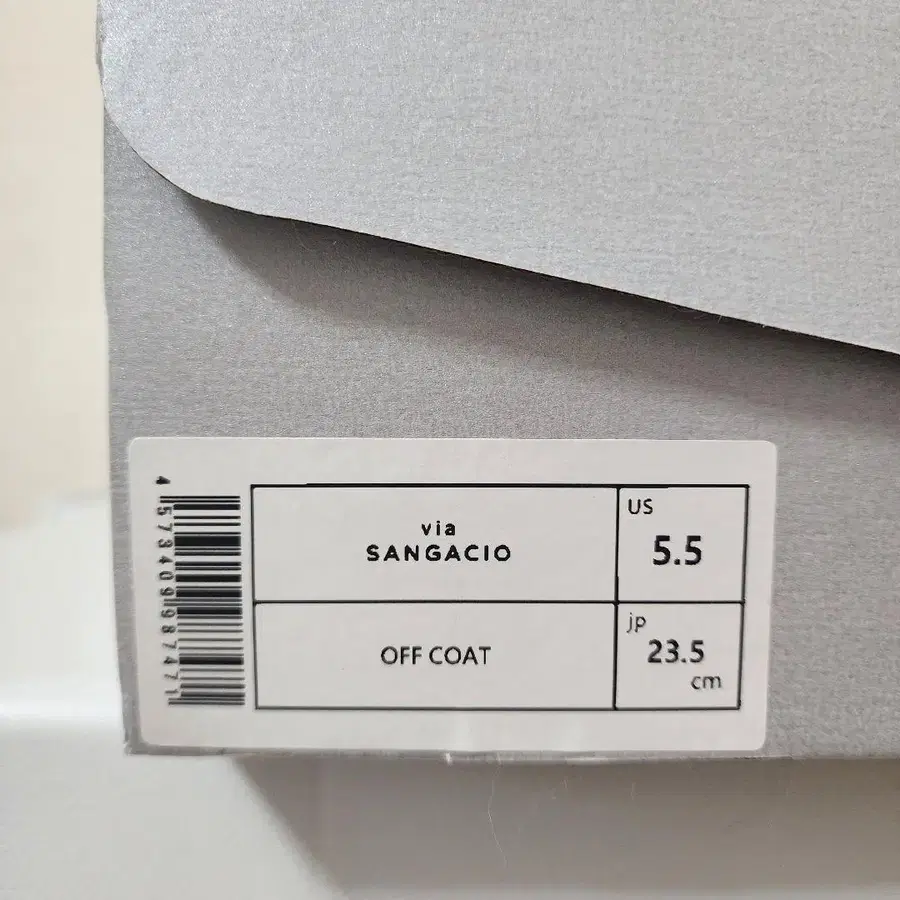 4573409987471
via
SANGACIO
US
5.5
OFF COAT
jp
23.5
cm